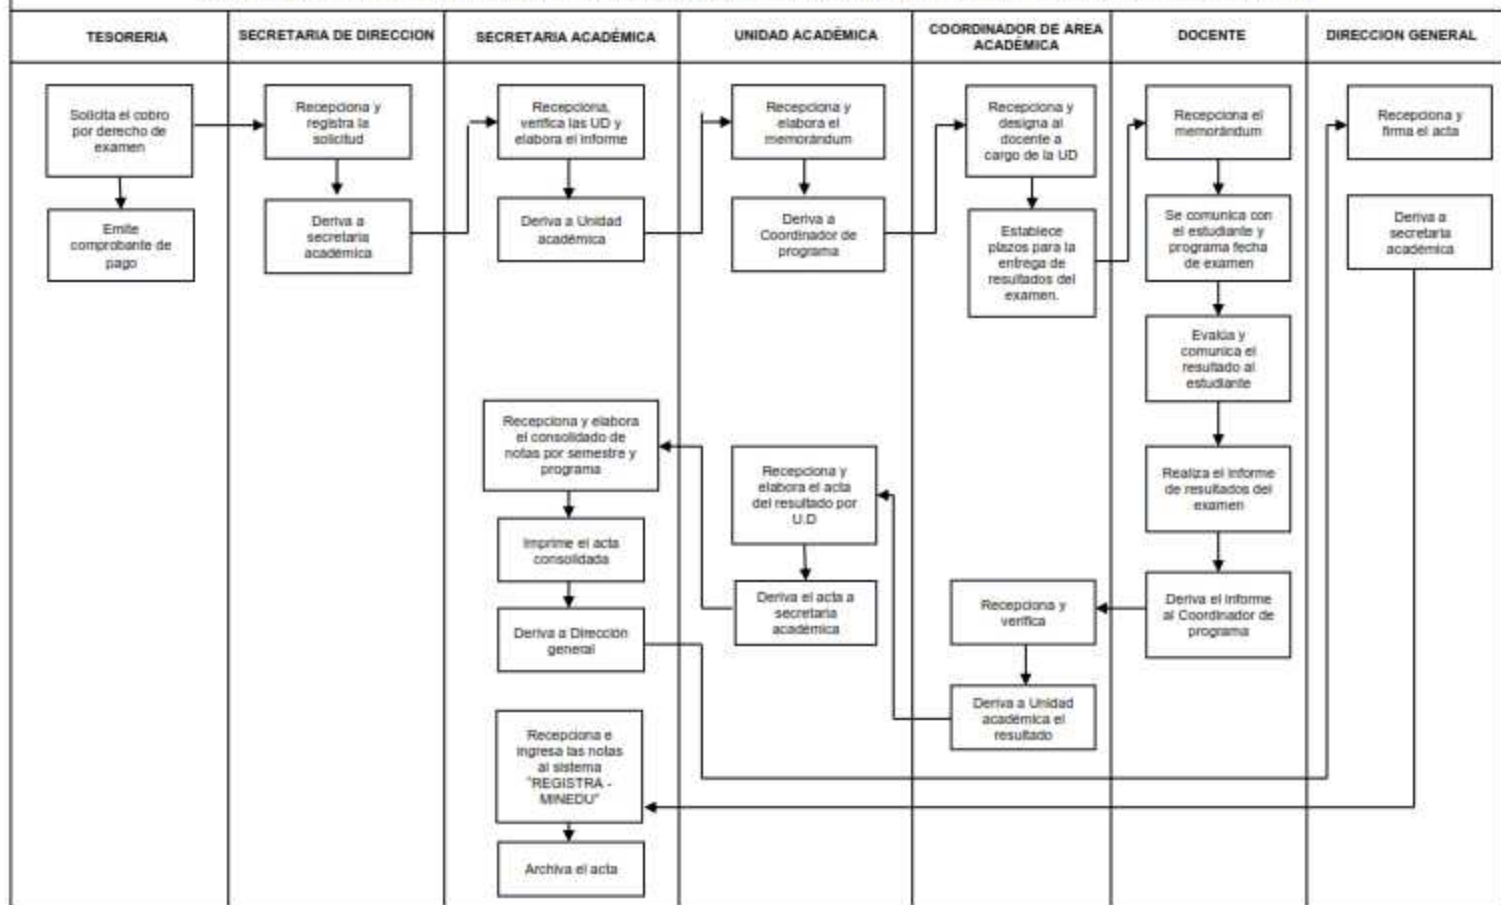 TESORERIA
SECRETARIA DE DIRECCION
SECRETARIA ACADÉMICA
UNIDAD ACADÉMICA
COORDINADOR DE AREA
ACADÉMICA
DOCENTE
DIRECCION GENERAL
Solicita el cobro
por derecho de
examen
Emite
comprobante de
pago
Recepciona y
registra la
solicitud
Deriva a
secretaria
académica
Recepciona,
verifica las UD y
elabora el informe
Deriva a Unidad
académica
Recepciona y
elabora el
memorándum
Deriva a
Coordinador de
programa
Recepciona y
designa al
docente a
cargo de la UD
Establece
plazos para la
entrega de
resultados del
examen.
Recepciona el
memorándum
Se comunica con
el estudiante y
programa fecha
de examen
Evalúa y
comunica el
resultado al
estudiante
Realiza el informe
de resultados del
examen
Deriva el informe
al Coordinador de
programa
Recepciona y
firma el acta
Deriva a
secretaria
académica
Recepciona y
verifica
Deriva a Unidad
académica el
resultado
Recepciona y
elabora el acta
del resultado por
U.D
Deriva el acta a
secretaria
académica
Recepciona y elabora
el consolidado de
notas por semestre y
programa
Imprime el acta
consolidada
Deriva a Dirección
general
Recepciona e
ingresa las notas
al sistema
"REGISTRA -
MINEDU"
Archiva el acta